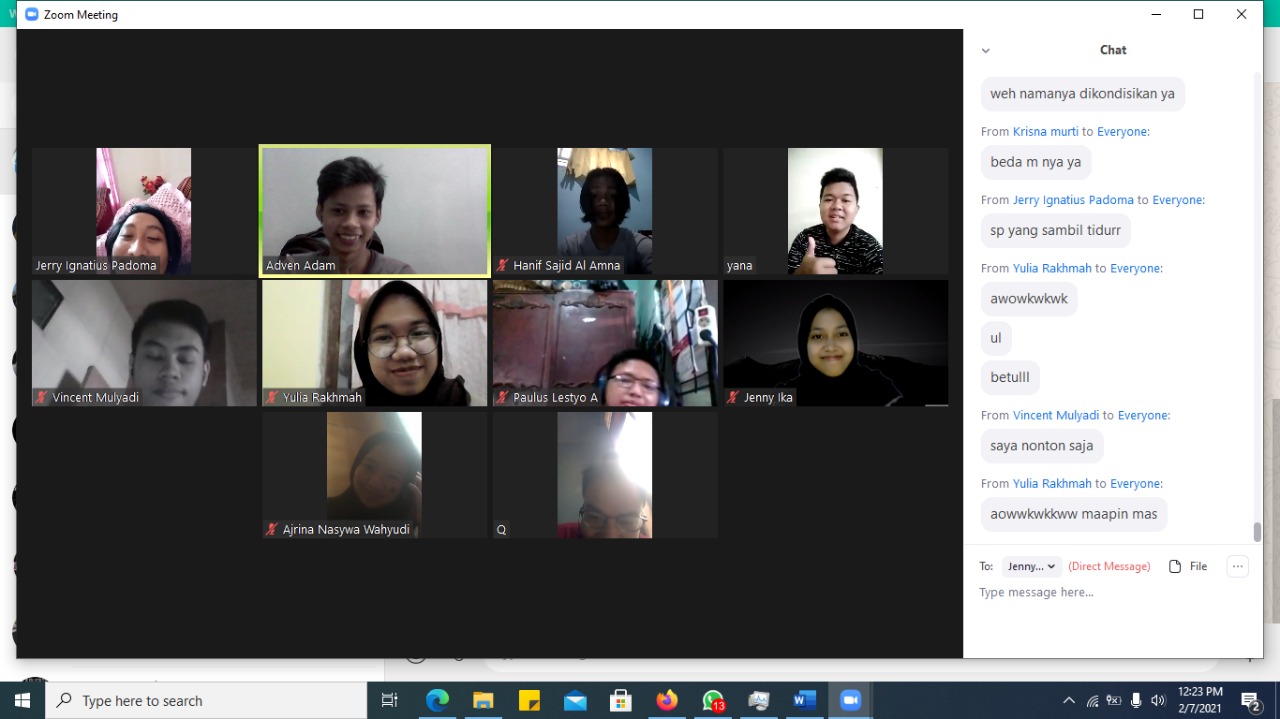 Zoom Meeting
Jerry Ignatius Padoma
Adven Adam
Hanif Sajid Al Amna
yana
Vincent Mulyadi
Yulia Rakhmah
Paulus Lestyo A
Jenny Ika
Ajrina Nasywa Wahyudi
Q
Chat
weh namanya dikondisikan ya
From Krisna murti to Everyone:
beda m nya ya
From Jerry Ignatius Padoma to Everyone:
sp yang sambil tidurr
From Yulia Rakhmah to Everyone:
awowkwkwk
ul
betulll
From Vincent Mulyadi to Everyone:
saya nonton saja
From Yulia Rakhmah to Everyone:
aowwkwkkww maapin mas
To: Jenny... (Direct Message) File
Type message here...
Type here to search
13
12:23 PM
2/7/2021
2